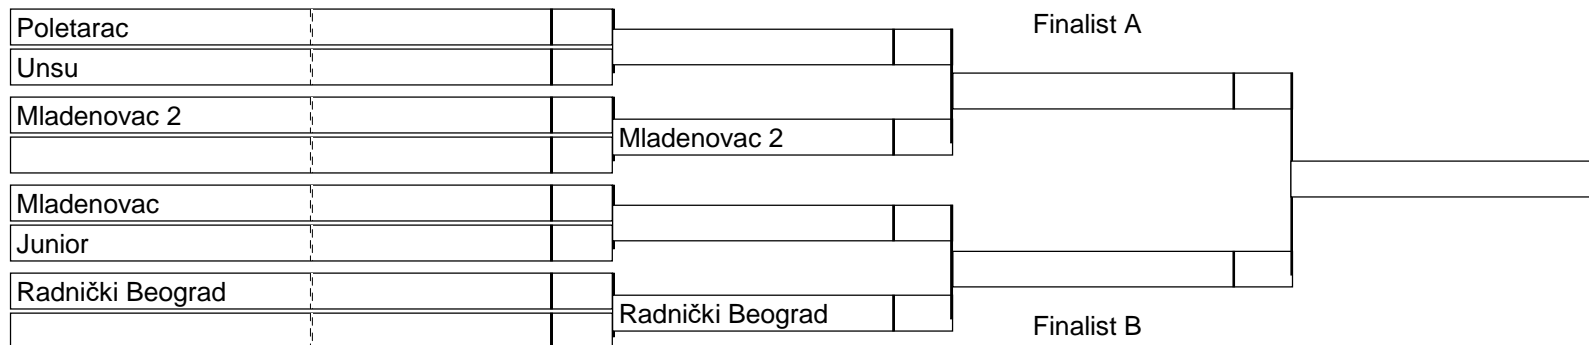 Poletarac
Unsu
Mladenovac 2
Mladenovac
Junior
Radnički Beograd
Mladenovac 2
Radnički Beograd
Finalist A
Finalist B